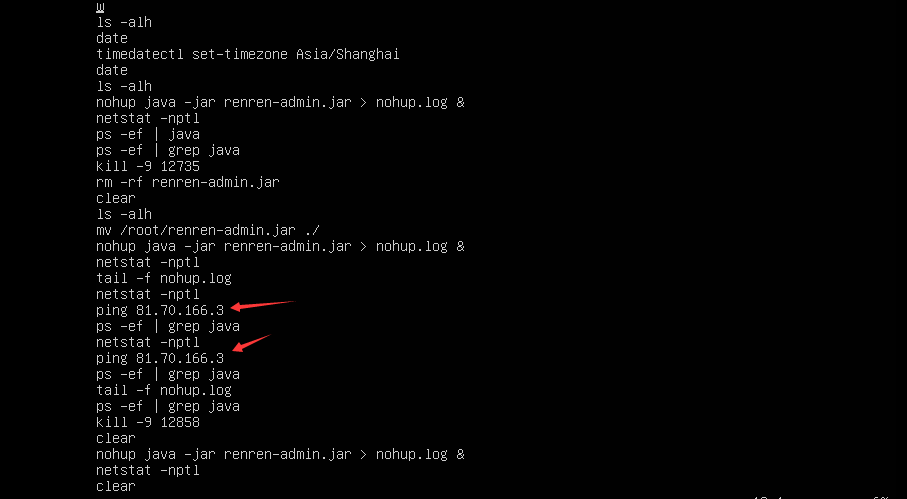 w
ls -alh
date
timedatectl set-timezone Asia/Shanghai
date
ls -alh
nohup java -jar renren-admin.jar > nohup.log &
netstat -nptl
ps -ef | java
ps -ef | grep java
kill -9 12735
rm -rf renren-admin.jar
clear
ls -alh
mv /root/renren-admin.jar ./
nohup java -jar renren-admin.jar > nohup.log &
netstat -nptl
tail -f nohup.log
netstat -nptl
ping 81.70.166.3
ps -ef | grep java
netstat -nptl
ping 81.70.166.3
ps -ef | grep java
tail -f nohup.log
ps -ef | grep java
kill -9 12858
clear
nohup java -jar renren-admin.jar > nohup.log &
netstat -nptl
clear